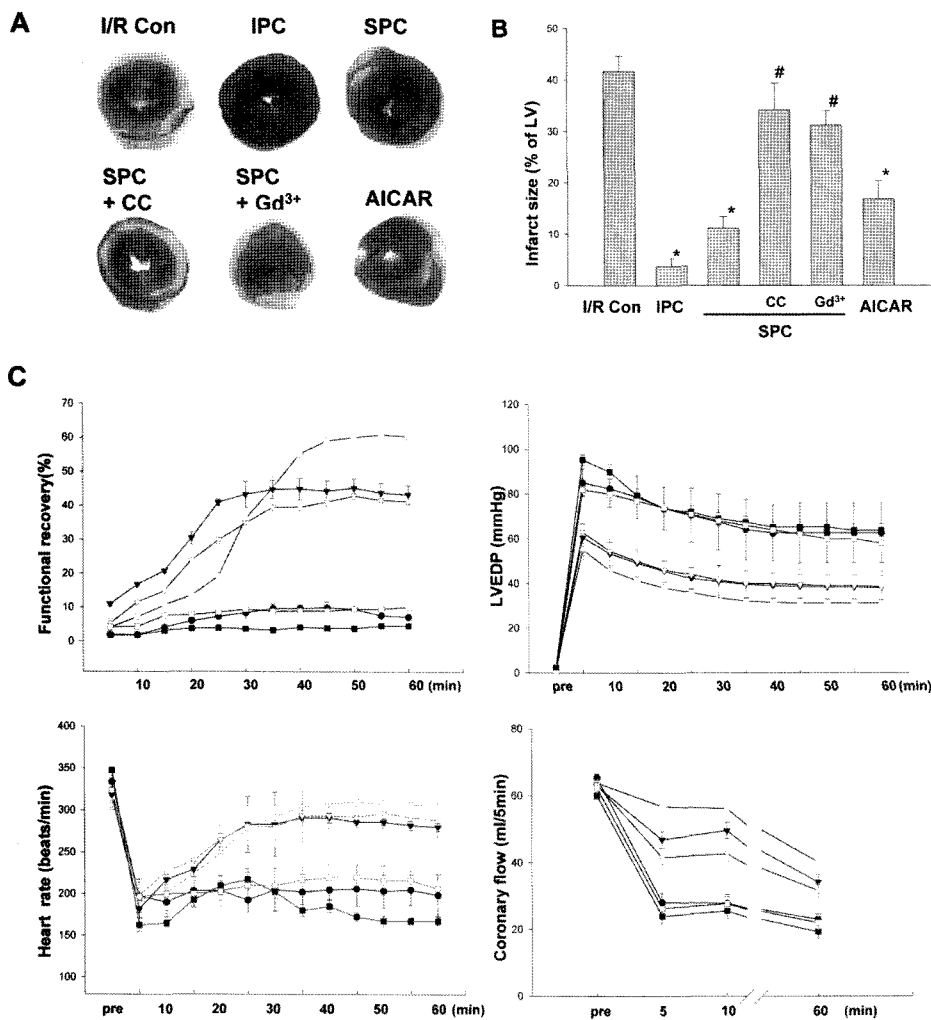 A
I/R Con IPC SPC
SPC + CC
SPC + Gd³⁺
AICAR
B
Infarct size (% of LV)
50
40
30
20
10
0
* * # # *
I/R Con IPC CC Gd³⁺ AICAR
SPC
C
Functional recovery(%)
70
60
50
40
30
20
10
0
10 20 30 40 50 60 (min)
LVEDP (mmHg)
120
100
80
60
40
20
0
pre 10 20 30 40 50 60 (min)
Heart rate (beats/min)
400
350
300
250
200
150
100
pre 10 20 30 40 50 60 (min)
Coronary flow (ml/5min)
80
60
40
20
0
pre 5 10 60 (min)